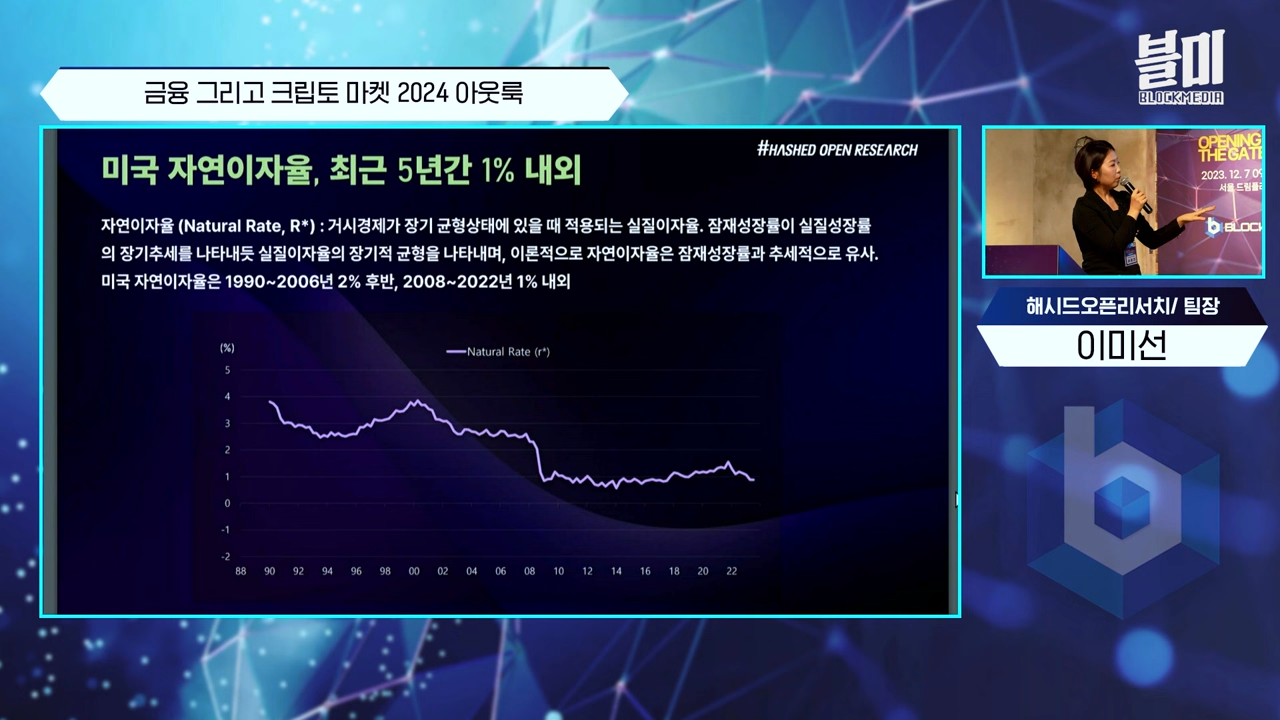 블미
BLOCKMEDIA
금융 그리고 크립토 마켓 2024 아웃룩
#HASHED OPEN RESEARCH
미국 자연이자율, 최근 5년간 1% 내외
자연이자율 (Natural Rate, R*) : 거시경제가 장기 균형상태에 있을 때 적용되는 실질이자율. 잠재성장률이 실질성장률
의 장기추세를 나타내듯 실질이자율의 장기적 균형을 나타내며, 이론적으로 자연이자율은 잠재성장률과 추세적으로 유사.
미국 자연이자율은 1990~2006년 2% 후반, 2008~2022년 1% 내외
(%)
Natural Rate (r*)
5
4
3
2
1
0
-1
-2
88 90 92 94 96 98 00 02 04 06 08 10 12 14 16 18 20 22
OPENING
THE GATE
2023. 12. 7 09
서울 드림플
BLOCK
해시드오픈리서치/ 팀장
이미선